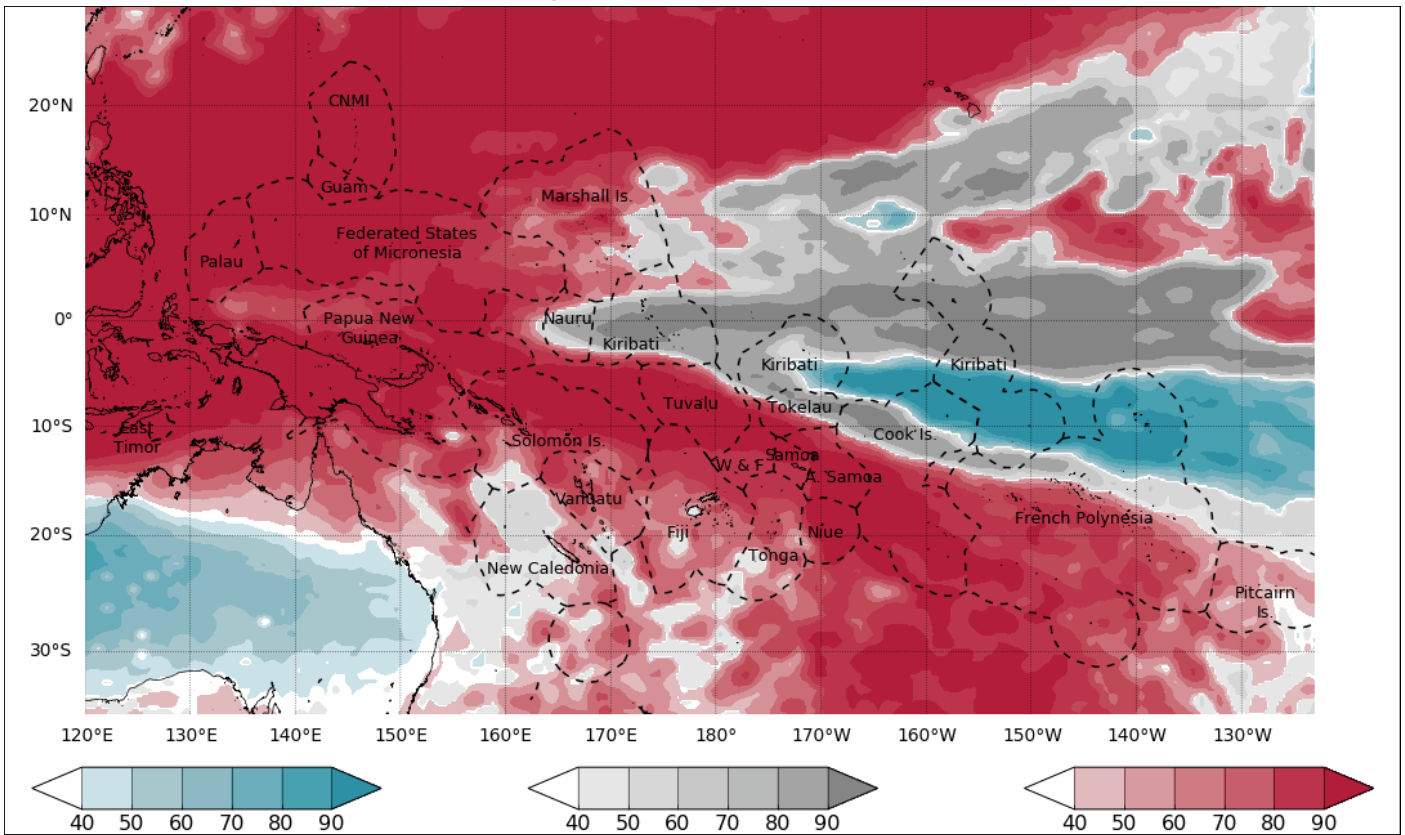 20°N
CNMI
Guam
Marshall Is.
10°N
Federated States
of Micronesia
Palau
0°
Papua New
Guinea
Nauru
Kiribati
Kiribati
Kiribati
Tuvalu
Tokelau
10°S
East
Timor
Solomon Is.
Cook Is.
W & F
Samoa
A. Samoa
Vanuatu
French Polynesia
20°S
Fiji
Niue
Tonga
New Caledonia
Pitcairn
Is.
30°S
120°E 130°E 140°E 150°E 160°E 170°E 180° 170°W 160°W 150°W 140°W 130°W
40 50 60 70 80 90
40 50 60 70 80 90
40 50 60 70 80 90